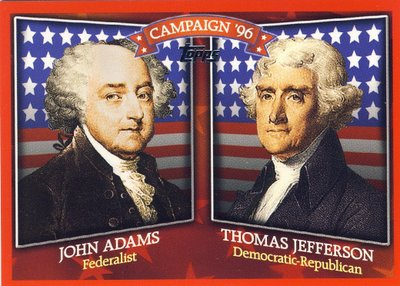 CAMPAIGN '96
Topps
JOHN ADAMS
Federalist
THOMAS JEFFERSON
Democratic-Republican